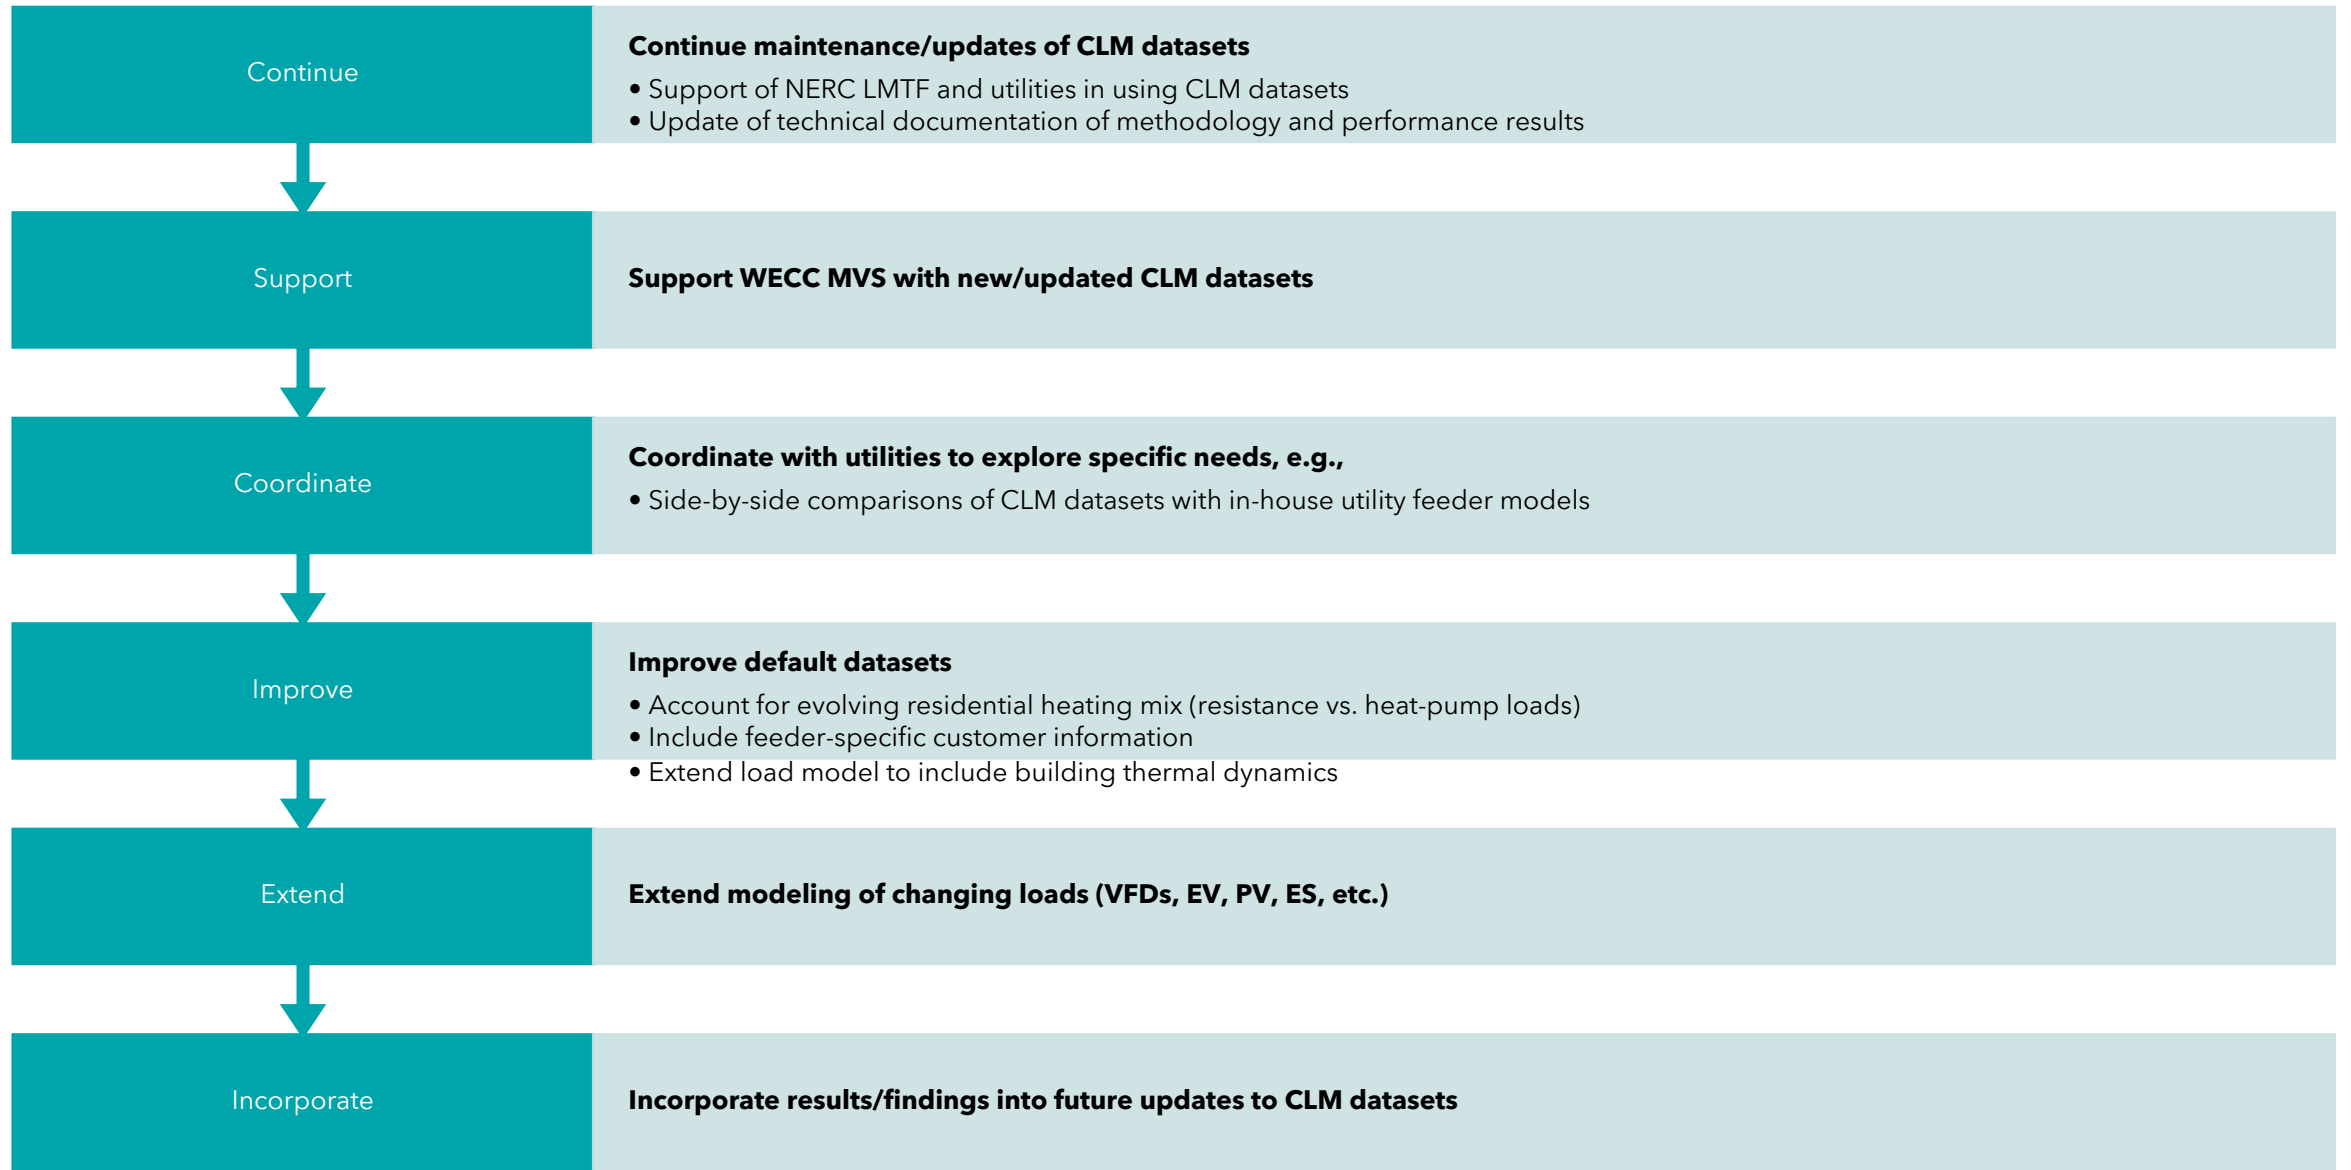 Continue
Continue maintenance/updates of CLM datasets
• Support of NERC LMTF and utilities in using CLM datasets
• Update of technical documentation of methodology and performance results
Support
Support WECC MVS with new/updated CLM datasets
Coordinate
Coordinate with utilities to explore specific needs, e.g.,
• Side-by-side comparisons of CLM datasets with in-house utility feeder models
Improve
Improve default datasets
• Account for evolving residential heating mix (resistance vs. heat-pump loads)
• Include feeder-specific customer information
• Extend load model to include building thermal dynamics
Extend
Extend modeling of changing loads (VFDs, EV, PV, ES, etc.)
Incorporate
Incorporate results/findings into future updates to CLM datasets